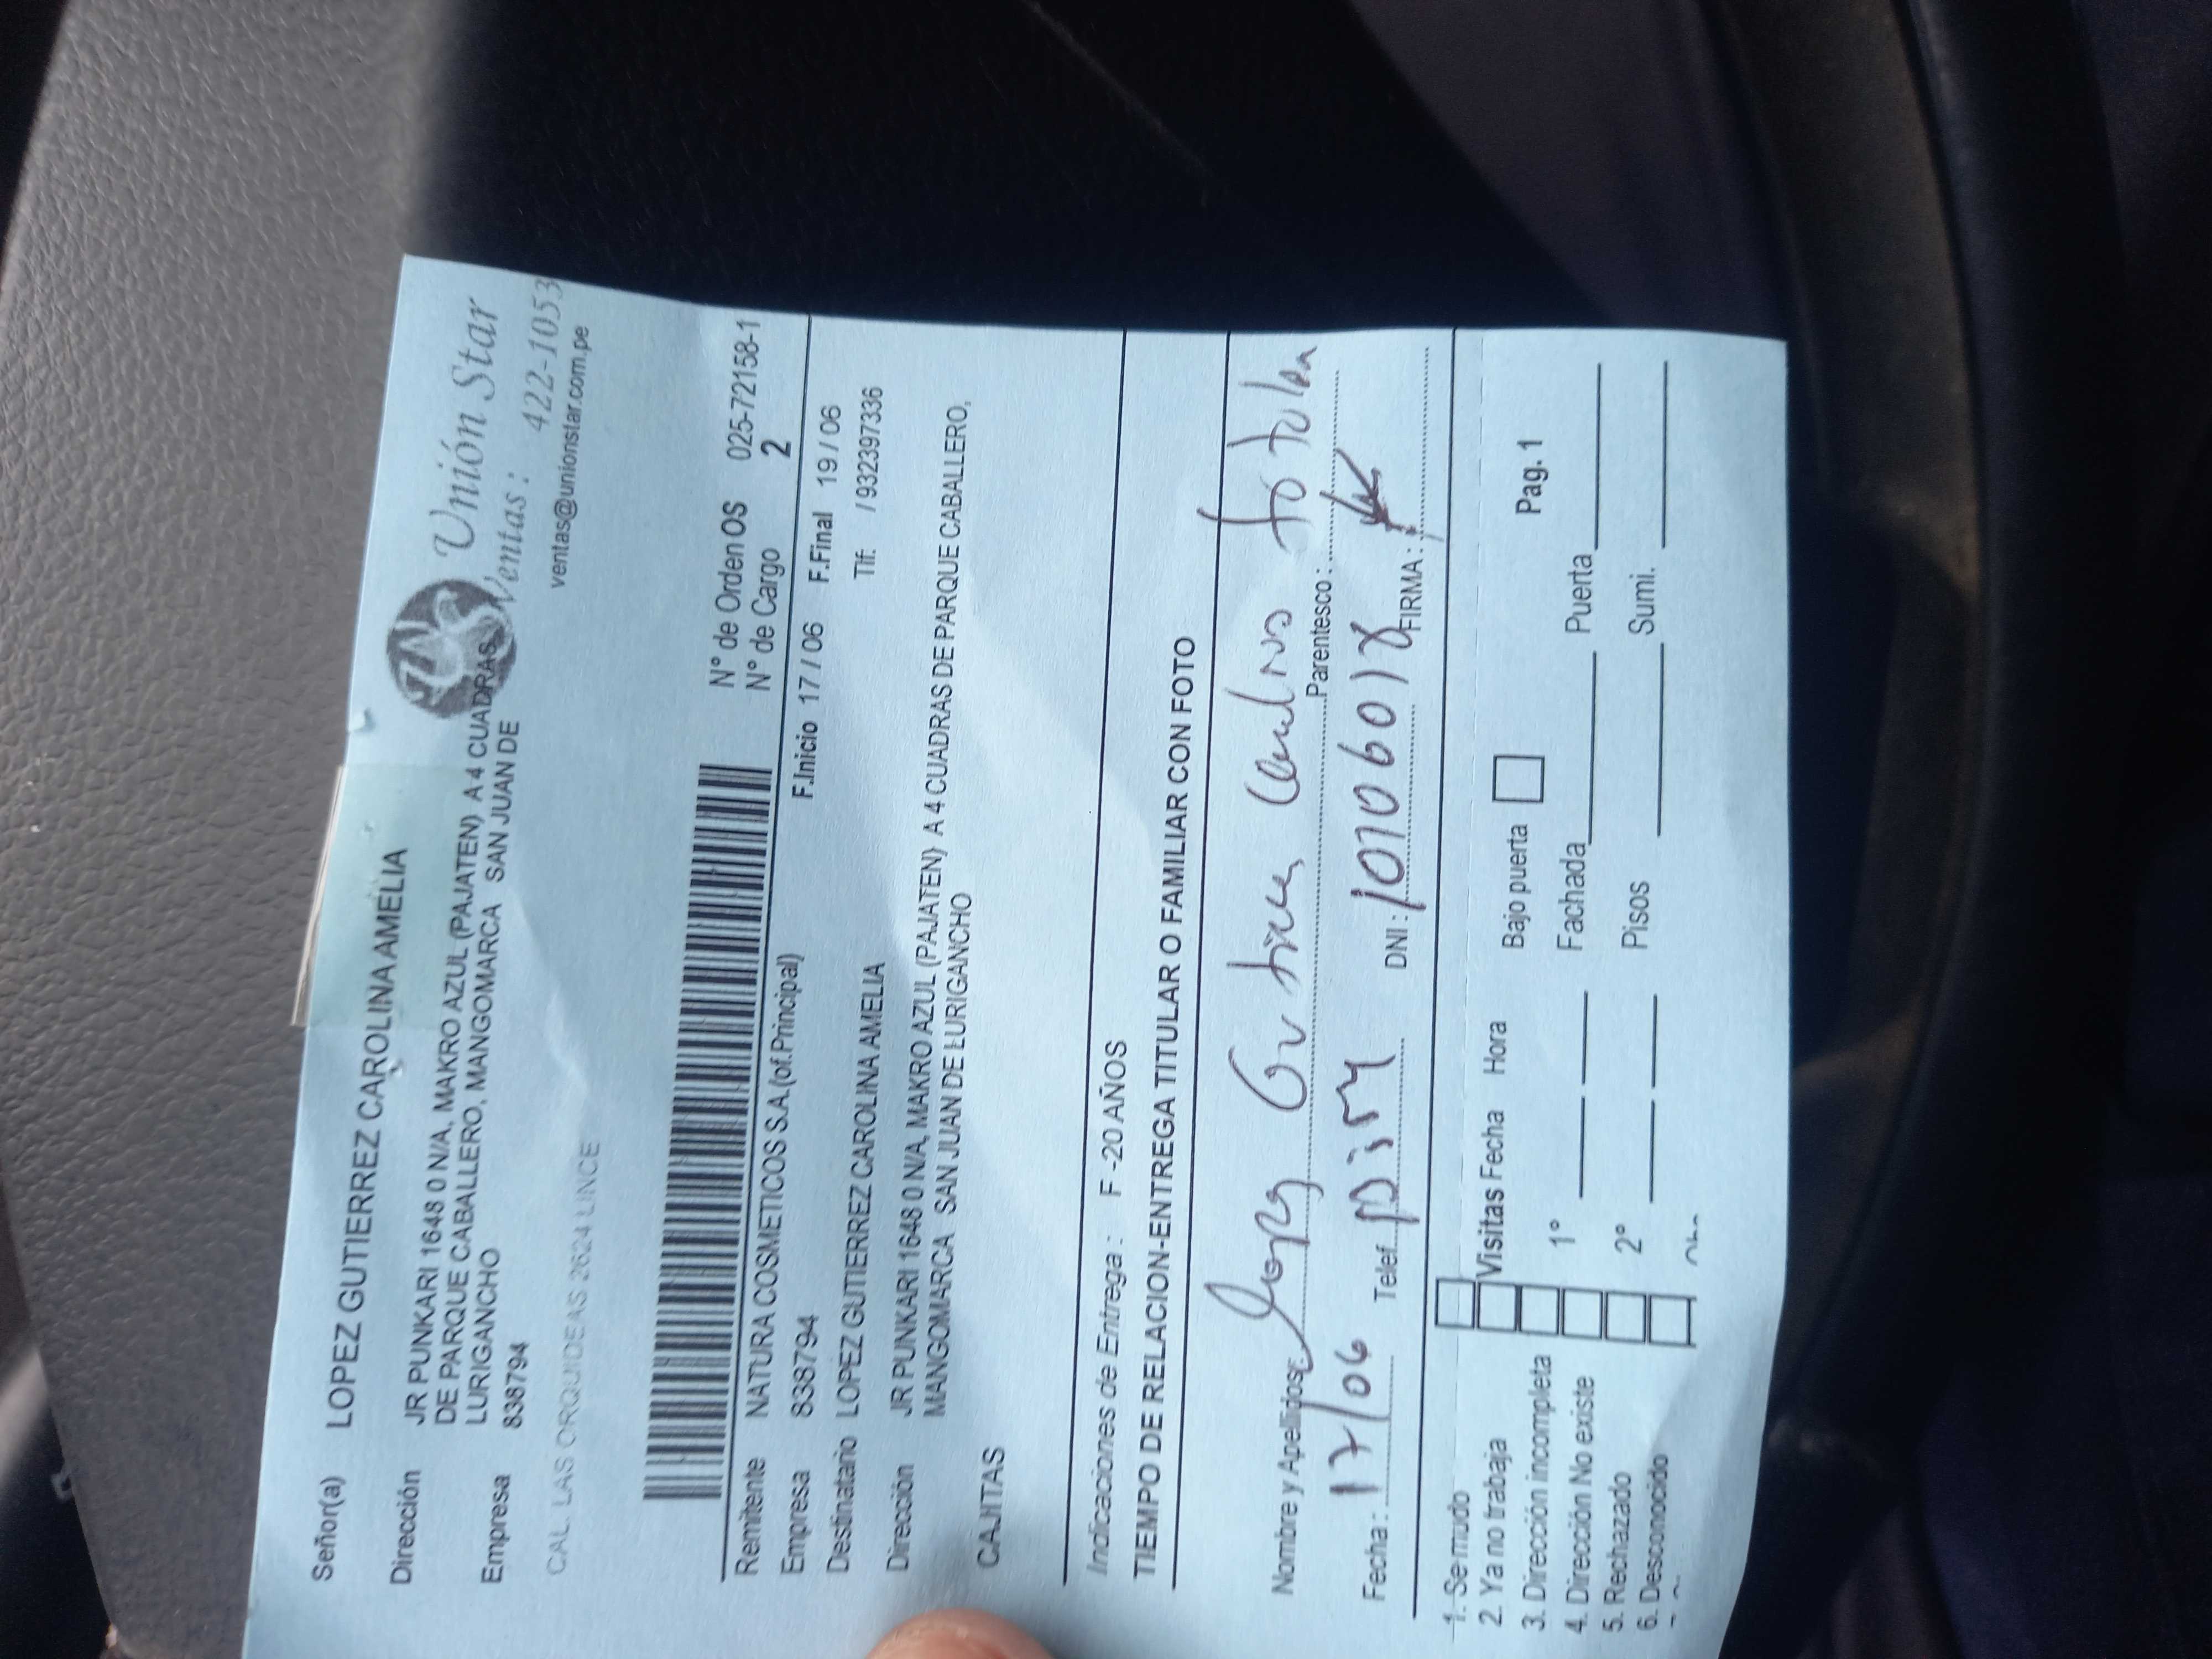 Señor(a) LOPEZ GUTIERREZ CAROLINA AMELIA
Unión Star
Ventas : 422-1053
ventas@unionstar.com.pe
Dirección JR PUNKARI 1648 0 N/A, MAKRO AZUL (PAJATEN) A 4 CUADRAS
DE PARQUE CABALLERO, MANGOMARCA SAN JUAN DE
LURIGANCHO
Empresa 838794
CAL. LAS ORQUIDEAS 2624 LINCE
N° de Orden OS 025-72158-1
N° de Cargo 2
Remitente NATURA COSMETICOS S.A.(of.Principal)
Empresa 838794 F.Inicio 17 / 06 F.Final 19 / 06
Destinatario LOPEZ GUTIERREZ CAROLINA AMELIA Tlf: / 932397336
Dirección JR PUNKARI 1648 0 N/A, MAKRO AZUL (PAJATEN) A 4 CUADRAS DE PARQUE CABALLERO,
MANGOMARCA SAN JUAN DE LURIGANCHO
CAJITAS
Indicaciones de Entrega : F -20 AÑOS
TIEMPO DE RELACION-ENTREGA TITULAR O FAMILIAR CON FOTO
Nombre y Apellidos: Lopez
Parentesco :
Fecha : 17/06 Telef. DNI : 10706018 FIRMA :
1. Se mudo
2. Ya no trabaja Visitas Fecha Hora Bajo puerta Pag. 1
3. Dirección incompleta
4. Dirección No existe 1° Fachada Puerta
5. Rechazado
6. Desconocido 2° Pisos Sumi.